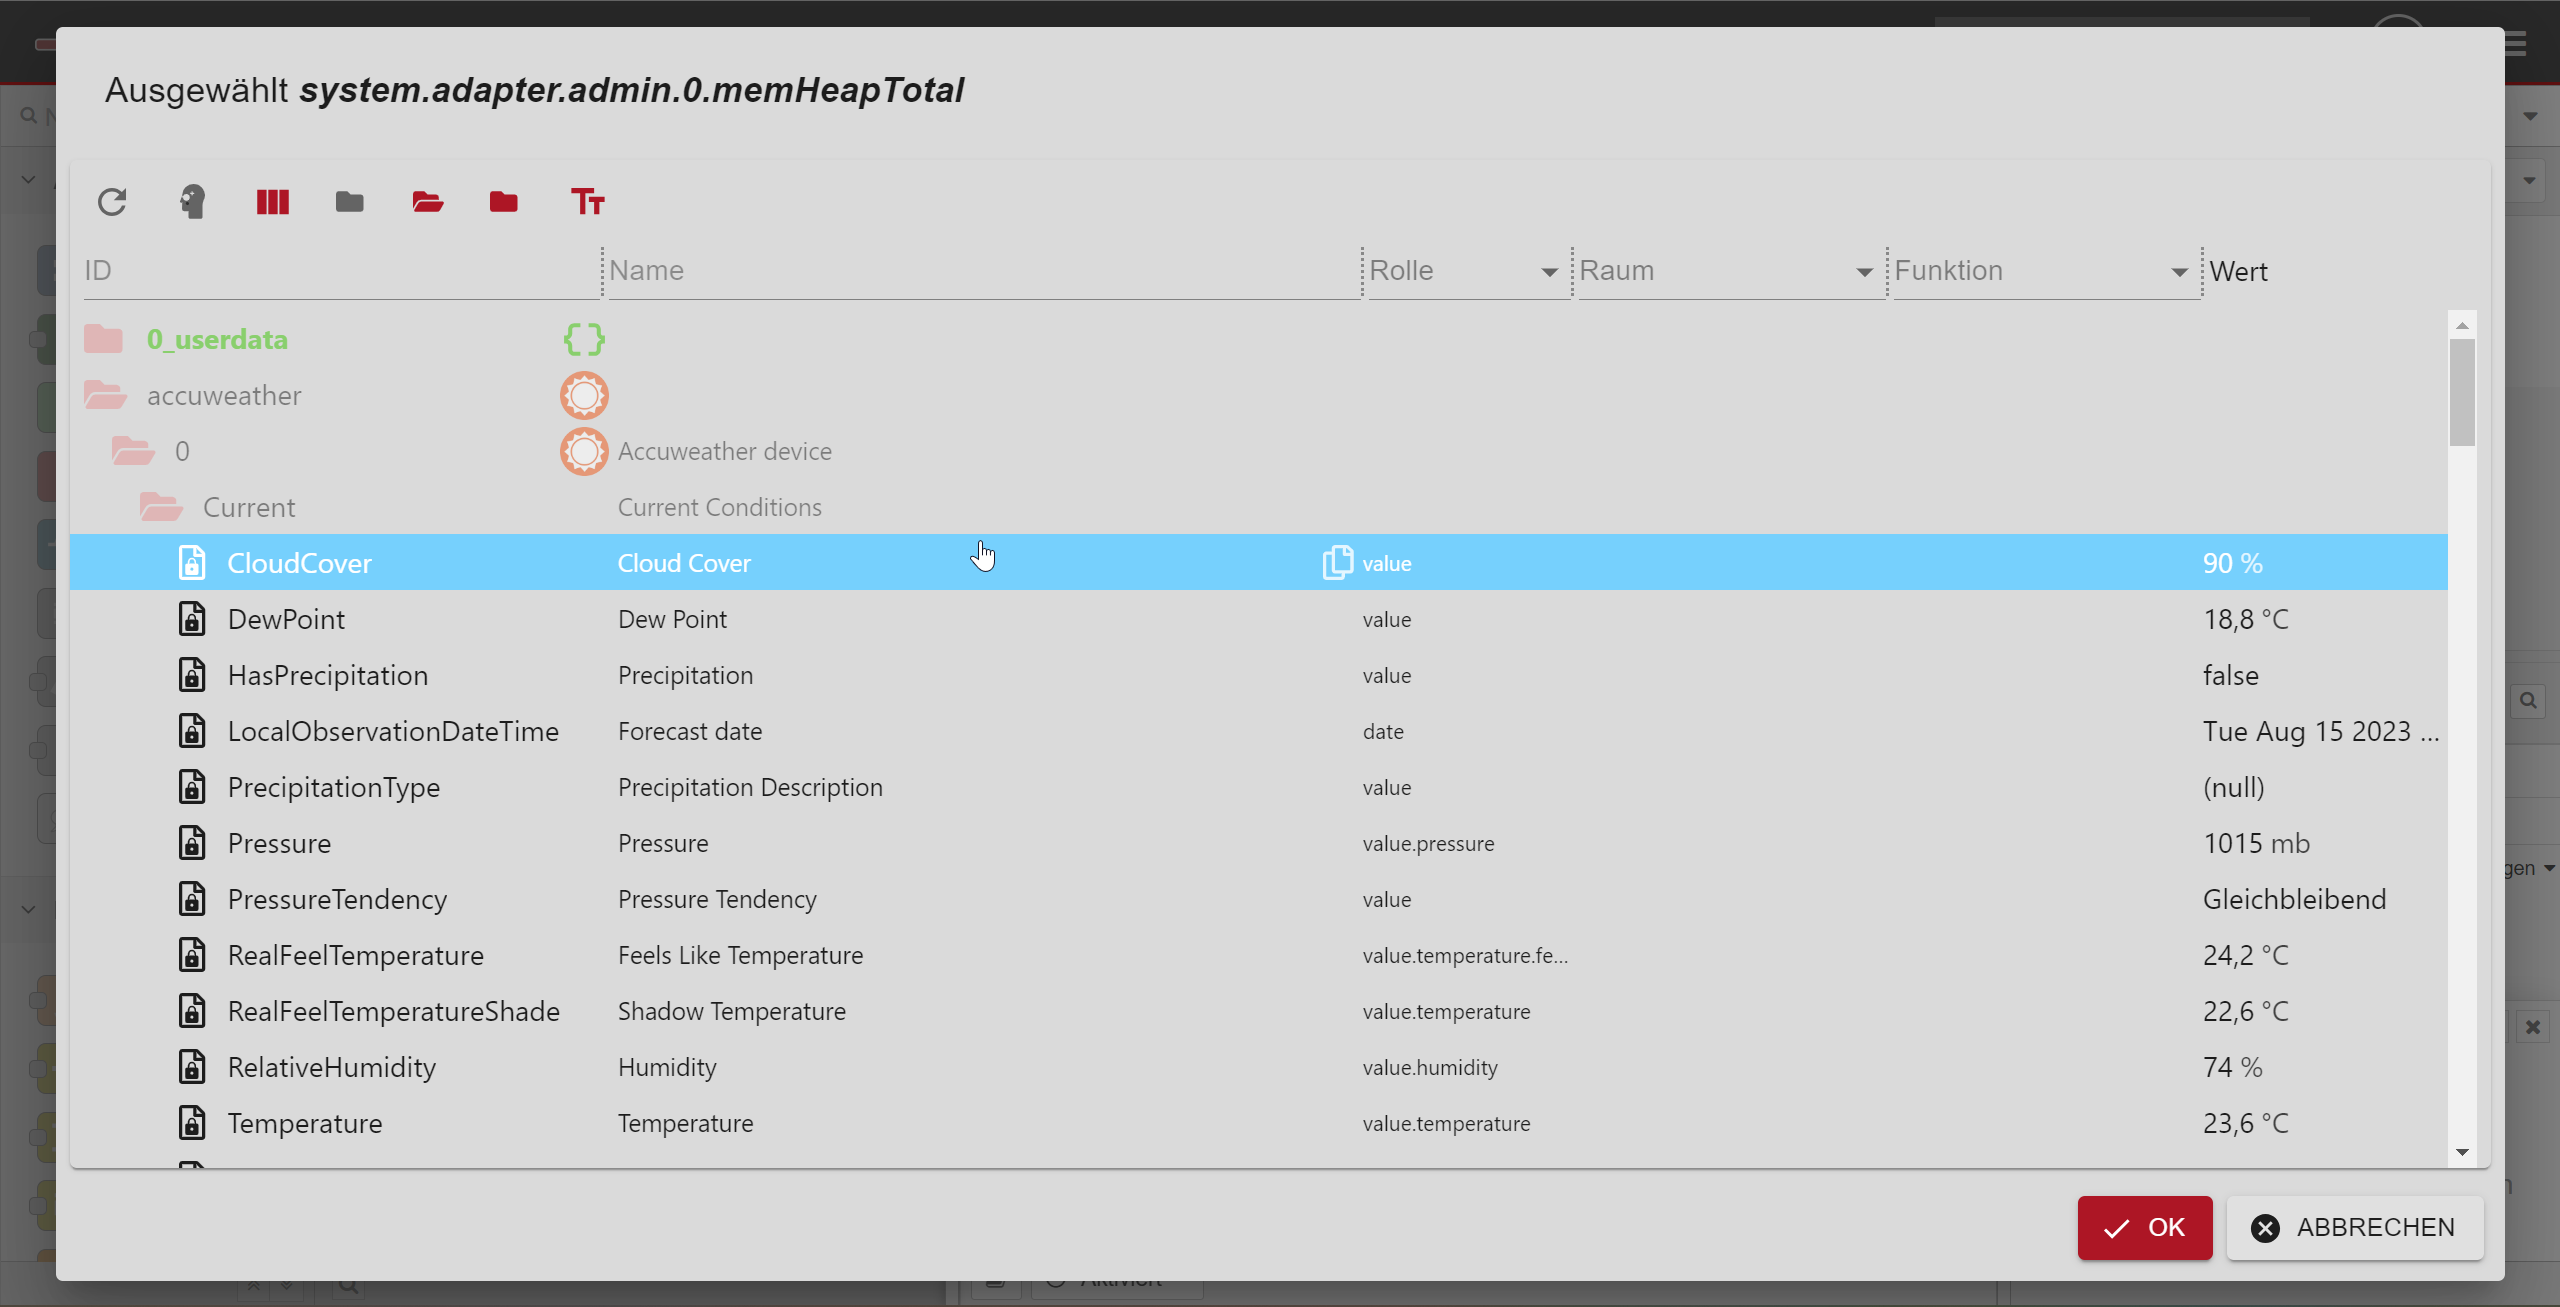 Ausgewählt system.adapter.admin.0.memHeapTotal
ID Name Rolle Raum Funktion Wert
0_userdata
accuweather
0 Accuweather device
Current Current Conditions
CloudCover Cloud Cover value 90 %
DewPoint Dew Point value 18,8 °C
HasPrecipitation Precipitation value false
LocalObservationDateTime Forecast date date Tue Aug 15 2023 ...
PrecipitationType Precipitation Description value (null)
Pressure Pressure value.pressure 1015 mb
gen
PressureTendency Pressure Tendency value Gleichbleibend
RealFeelTemperature Feels Like Temperature value.temperature.fe... 24,2 °C
RealFeelTemperatureShade Shadow Temperature value.temperature 22,6 °C
RelativeHumidity Humidity value.humidity 74 %
Temperature Temperature value.temperature 23,6 °C
OK ABBRECHEN